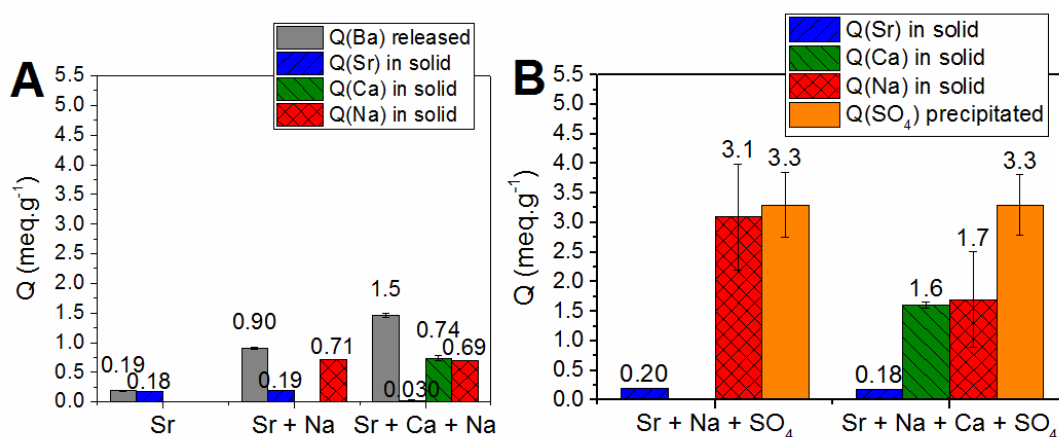 A
Q(Ba) released
Q(Sr) in solid
Q(Ca) in solid
Q(Na) in solid
Q (meq.g⁻¹)
5.5
5.0
4.5
4.0
3.5
3.0
2.5
2.0
1.5
1.0
0.5
0.0
0.19
0.18
0.90
0.19
0.71
1.5
0.030
0.74
0.69
Sr
Sr + Na
Sr + Ca + Na
B
Q(Sr) in solid
Q(Ca) in solid
Q(Na) in solid
Q(SO₄) precipitated
Q (meq.g⁻¹)
5.5
5.0
4.5
4.0
3.5
3.0
2.5
2.0
1.5
1.0
0.5
0.0
0.20
3.1
3.3
0.18
1.6
1.7
3.3
Sr + Na + SO₄
Sr + Na + Ca + SO₄